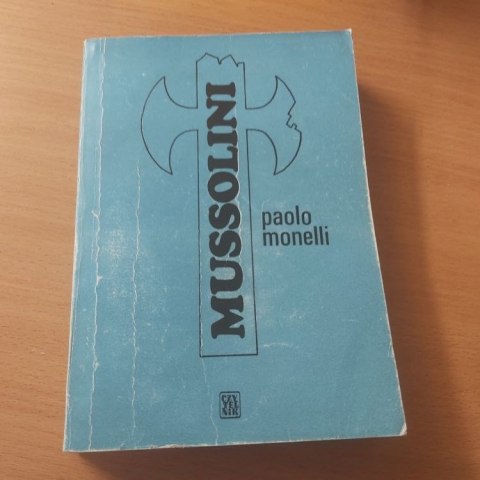 MUSSOLINI
paolo
monelli
CZY
TEL
NIK